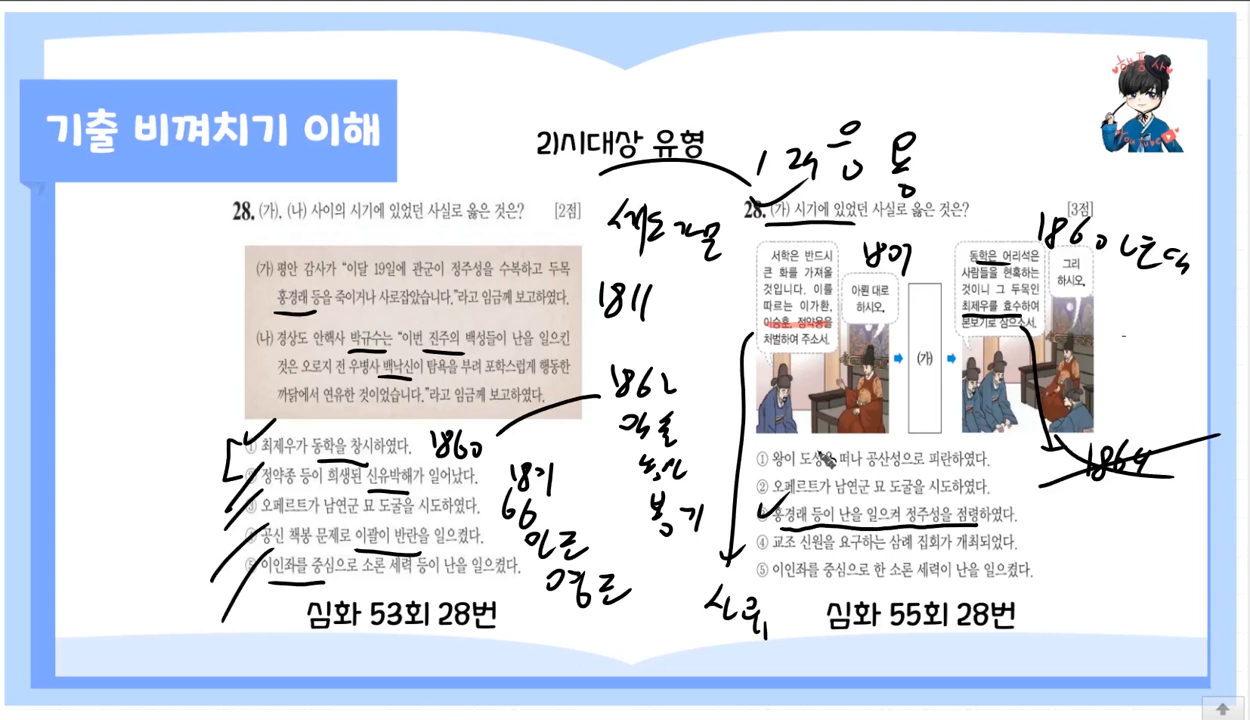 기출 비껴치기 이해
해품사
You Tube
2)시대상 유형
28. (가), (나) 사이의 시기에 있었던 사실로 옳은 것은? [2점]
(가) 평안 감사가 “이달 19일에 관군이 정주성을 수복하고 두목
홍경래 등을 죽이거나 사로잡았습니다.”라고 임금께 보고하였다.
(나) 경상도 안핵사 박규수는 “이번 진주의 백성들이 난을 일으킨
것은 오로지 전 우병사 백낙신이 탐욕을 부려 포학스럽게 행동한
까닭에서 연유한 것이었습니다.”라고 임금께 보고하였다.
① 최제우가 동학을 창시하였다.
② 정약종 등이 희생된 신유박해가 일어났다.
③ 오페르트가 남연군 묘 도굴을 시도하였다.
④ 공신 책봉 문제로 이괄이 반란을 일으켰다.
⑤ 이인좌를 중심으로 소론 세력 등이 난을 일으켰다.
심화 53회 28번
세도가문
1811
1862
1860
1801
66
인조
영조
28. (가) 시기에 있었던 사실로 옳은 것은? [3점]
서학은 반드시
큰 화를 가져올
것입니다. 이를
따르는 이가환,
이승훈, 정약용을
처벌하여 주소서.
아뢴 대로
하시오.
(가)
동학은 어리석은
사람들을 현혹하는
것이니 그 두목인
최제우를 효수하여
본보기로 삼으소서.
그리
하시오.
1801
1860년대
1864
① 왕이 도성을 떠나 공산성으로 피란하였다.
② 오페르트가 남연군 묘 도굴을 시도하였다.
③ 홍경래 등이 난을 일으켜 정주성을 점령하였다.
④ 교조 신원을 요구하는 삼례 집회가 개최되었다.
⑤ 이인좌를 중심으로 한 소론 세력이 난을 일으켰다.
심화 55회 28번